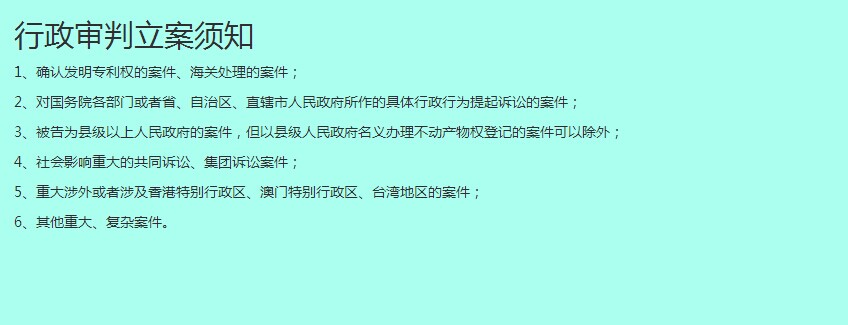 行政审判立案须知
1、确认发明专利权的案件、海关处理的案件；
2、对国务院各部门或者省、自治区、直辖市人民政府所作的具体行政行为提起诉讼的案件；
3、被告为县级以上人民政府的案件，但以县级人民政府名义办理不动产物权登记的案件可以除外；
4、社会影响重大的共同诉讼、集团诉讼案件；
5、重大涉外或者涉及香港特别行政区、澳门特别行政区、台湾地区的案件；
6、其他重大、复杂案件。